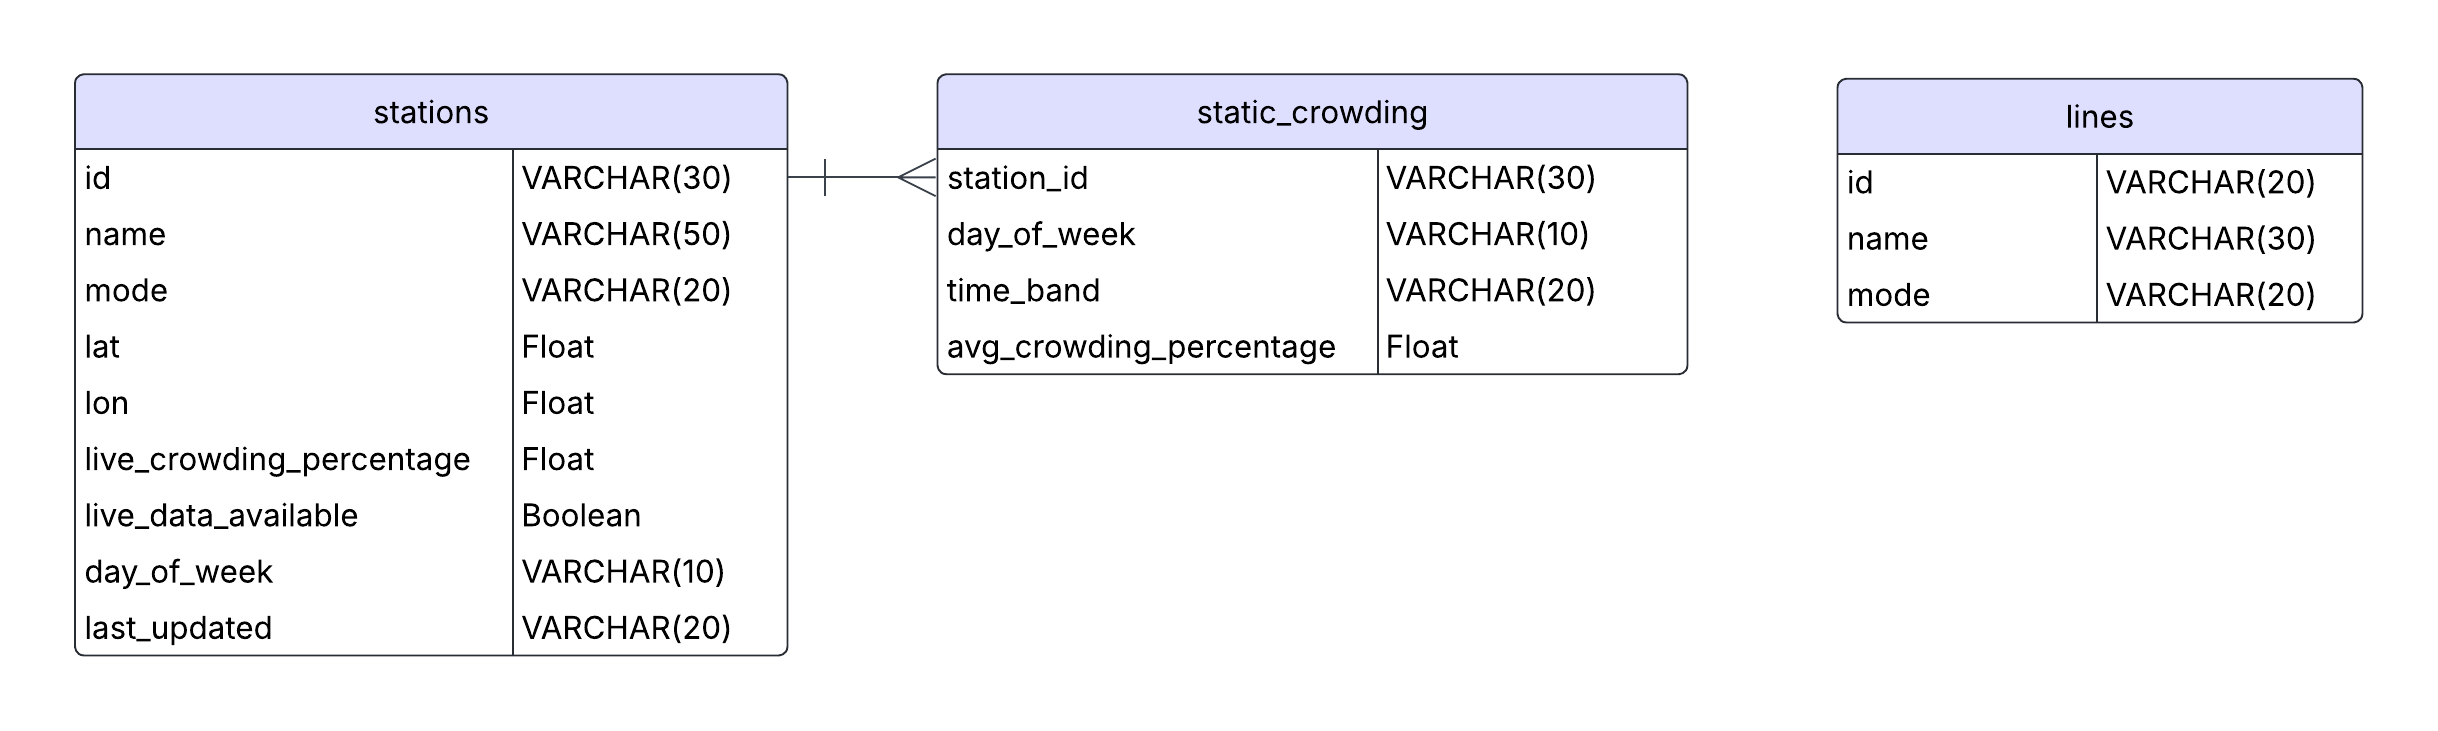 stations
id VARCHAR(30)
name VARCHAR(50)
mode VARCHAR(20)
lat Float
lon Float
live_crowding_percentage Float
live_data_available Boolean
day_of_week VARCHAR(10)
last_updated VARCHAR(20)
static_crowding
station_id VARCHAR(30)
day_of_week VARCHAR(10)
time_band VARCHAR(20)
avg_crowding_percentage Float
lines
id VARCHAR(20)
name VARCHAR(30)
mode VARCHAR(20)